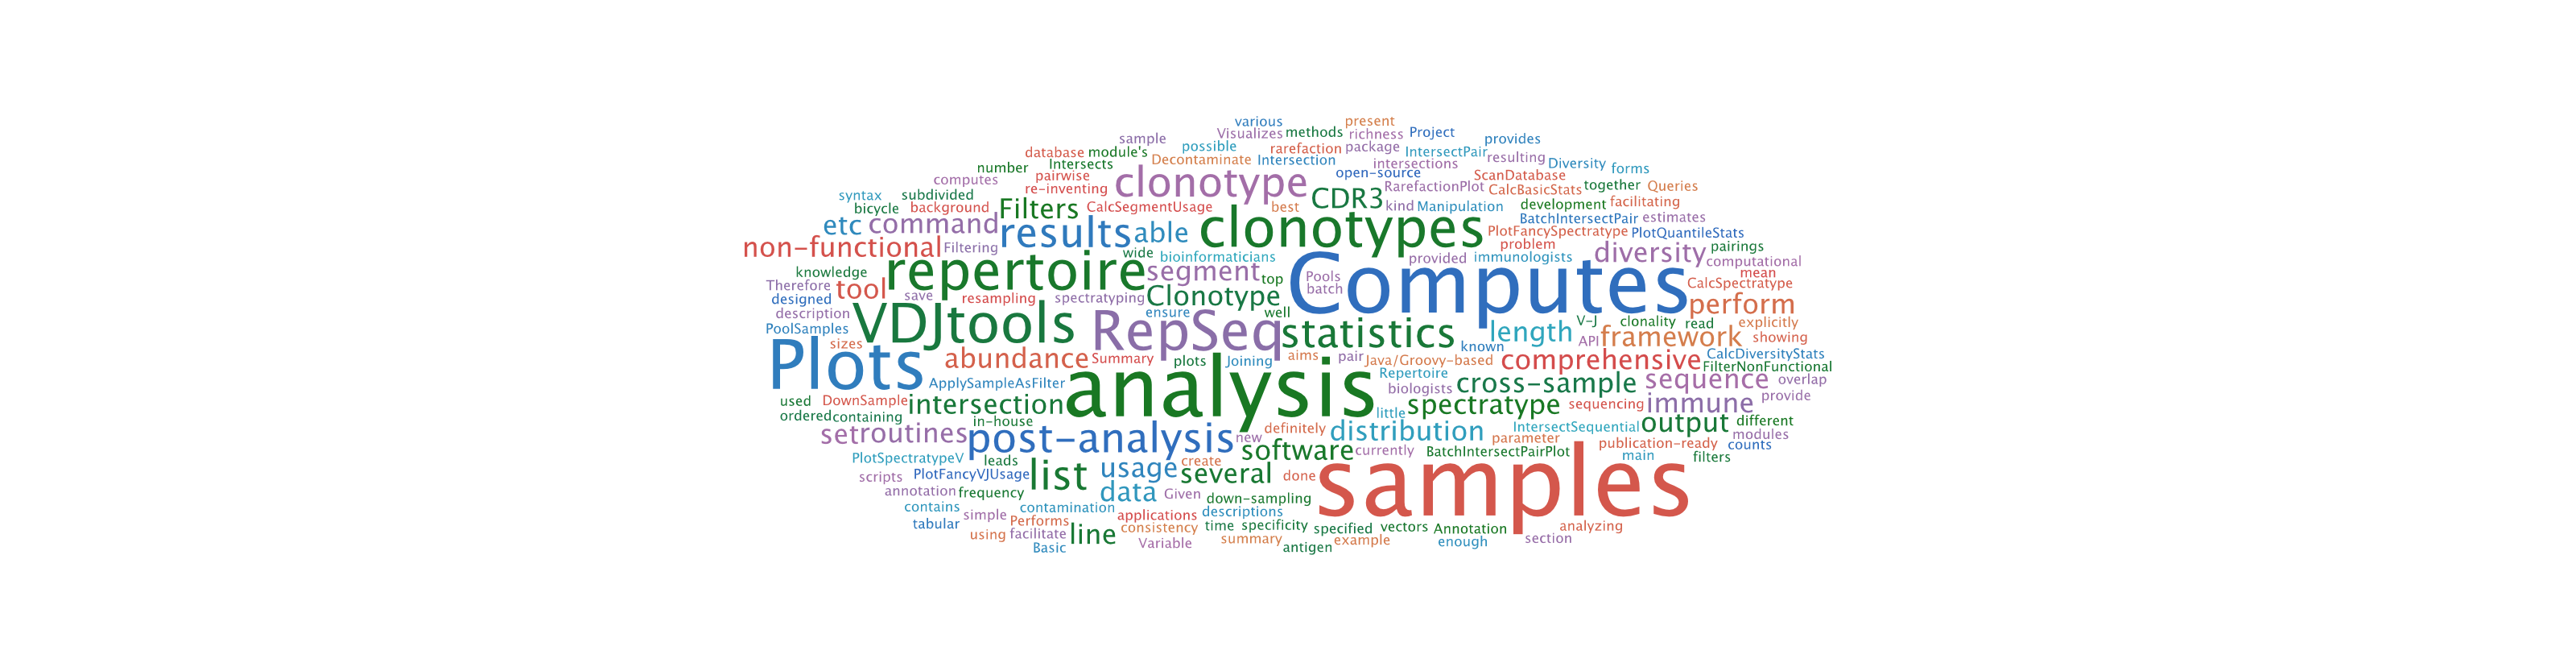 various present
Visualizes methods richness Project provides
sample possible rarefaction package
database module's Decontaminate Intersection IntersectPair resulting Diversity forms
number Intersects intersections
computes pairwise open-source ScanDatabase
re-inventing clonotype RarefactionPlot CalcBasicStats together Queries
syntax subdivided CDR3
bicycle background Filters CalcSegmentUsage best kind Manipulation development facilitating
etc command results able clonotypes BatchIntersectPair estimates
PlotFancySpectratype PlotQuantileStats
non-functional Filtering problem diversity pairings
wide bioinformaticians provided immunologists computational
knowledge repertoire segment top Pools Computes mean
Therefore tool save resampling spectratyping Clonotype batch CalcSpectratype
designed perform
description VDJtools ensure well
PoolSamples RepSeq statistics length V-J clonality read explicitly
sizes known API framework showing
Plots abundance Summary plots Joining aims pair Java/Groovy-based comprehensive CalcDiversityStats
FilterNonFunctional
ApplySampleAsFilter analysis Repertoire cross-sample sequence overlap
biologists
used DownSample intersection little spectratype sequencing immune provide
ordered containing
in-house output different
set routines post-analysis new definitely distribution IntersectSequential modules
parameter publication-ready counts
PlotSpectratypeV leads software currently BatchIntersectPairPlot main filters
scripts PlotFancyVJUsage list usage create several done samples
annotation frequency data Given down-sampling
contains contamination descriptions
tabular simple Performs applications
consistency time specificity specified vectors Annotation analyzing
using facilitate line
Basic Variable summary antigen example enough section